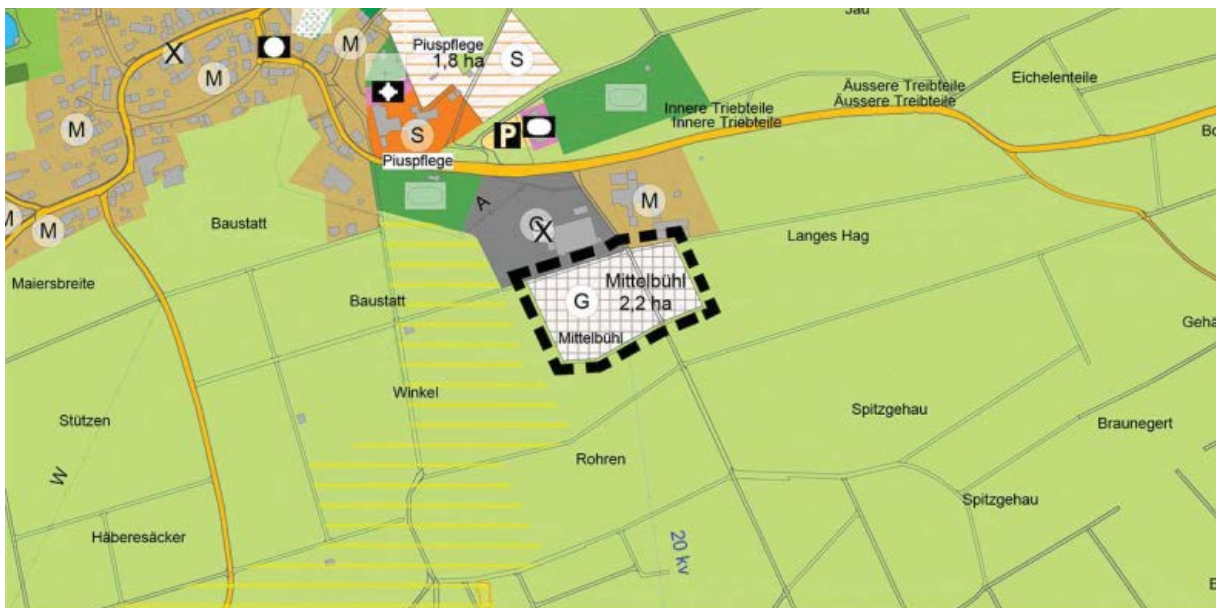 Jau
M
Piuspflege
1,8 ha
S
X
M
Eichelenteile
Äussere Triebteile
Äussere Treibteile
Innere Triebteile
Innere Triebteile
M
S
P
Piuspflege
M
A
X
M
M
Baustatt
Langes Hag
Maiersbreite
Baustatt
Mittelbühl
2,2 ha
G
Mittelbühl
Winkel
Spitzgehau
Stützen
Braunegert
Rohren
M
Spitzgehau
Häberesäcker
20 kv